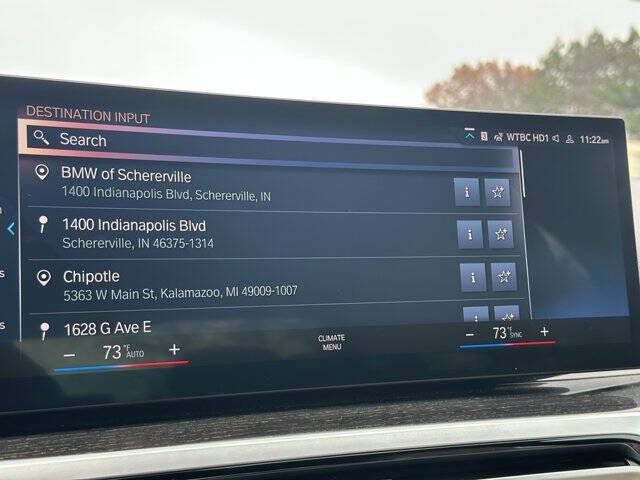 DESTINATION INPUT
Search
WTBC HD1 11:22am
BMW of Schererville
1400 Indianapolis Blvd, Schererville, IN
i
1400 Indianapolis Blvd
Schererville, IN 46375-1314
i
Chipotle
5363 W Main St, Kalamazoo, MI 49009-1007
i
1628 G Ave E
i
− 73 °F AUTO +
CLIMATE
MENU
− 73 °F SYNC +
s
s